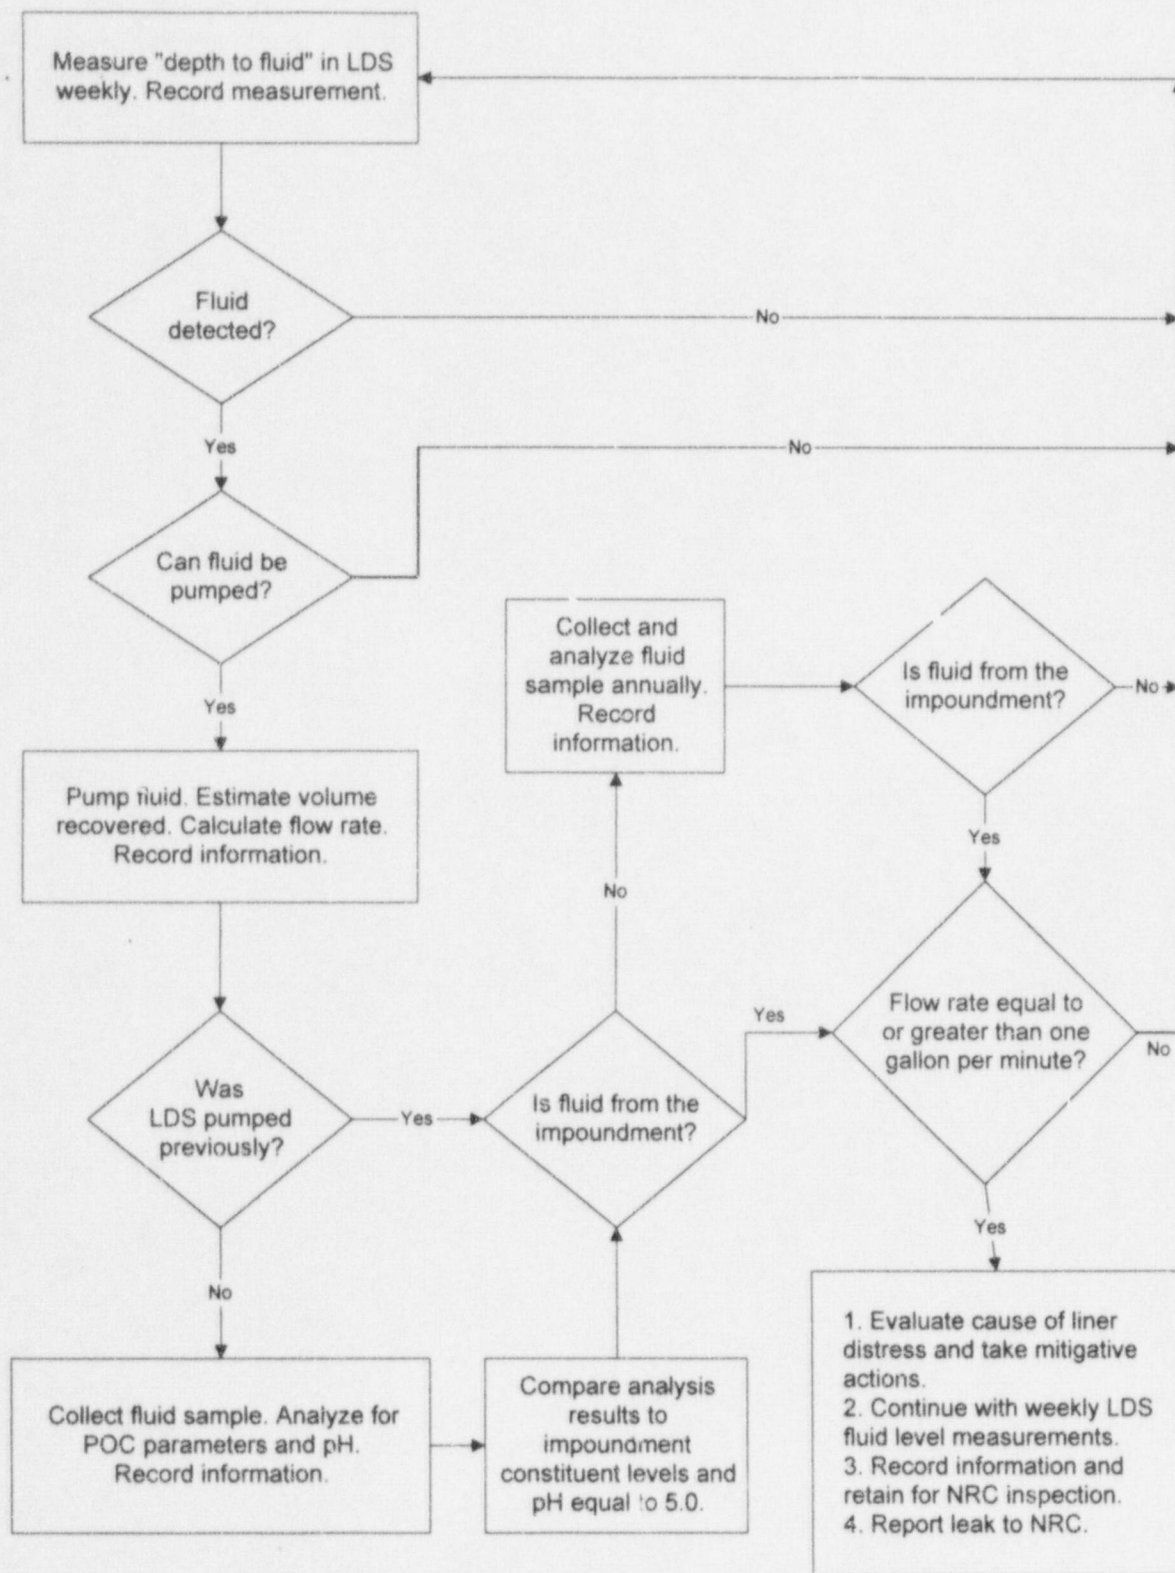 Measure "depth to fluid" in LDS
weekly. Record measurement.
Fluid
detected?
No
Yes
No
Can fluid be
pumped?
Yes
Pump fluid. Estimate volume
recovered. Calculate flow rate.
Record information.
Was
LDS pumped
previously?
Yes
No
Collect fluid sample. Analyze for
POC parameters and pH.
Record information.
Compare analysis
results to
impoundment
constituent levels and
pH equal to 5.0.
Is fluid from the
impoundment?
No
Yes
Collect and
analyze fluid
sample annually.
Record
information.
Is fluid from the
impoundment?
No
Yes
Flow rate equal to
or greater than one
gallon per minute?
No
Yes
1. Evaluate cause of liner
distress and take mitigative
actions.
2. Continue with weekly LDS
fluid level measurements.
3. Record information and
retain for NRC inspection.
4. Report leak to NRC.